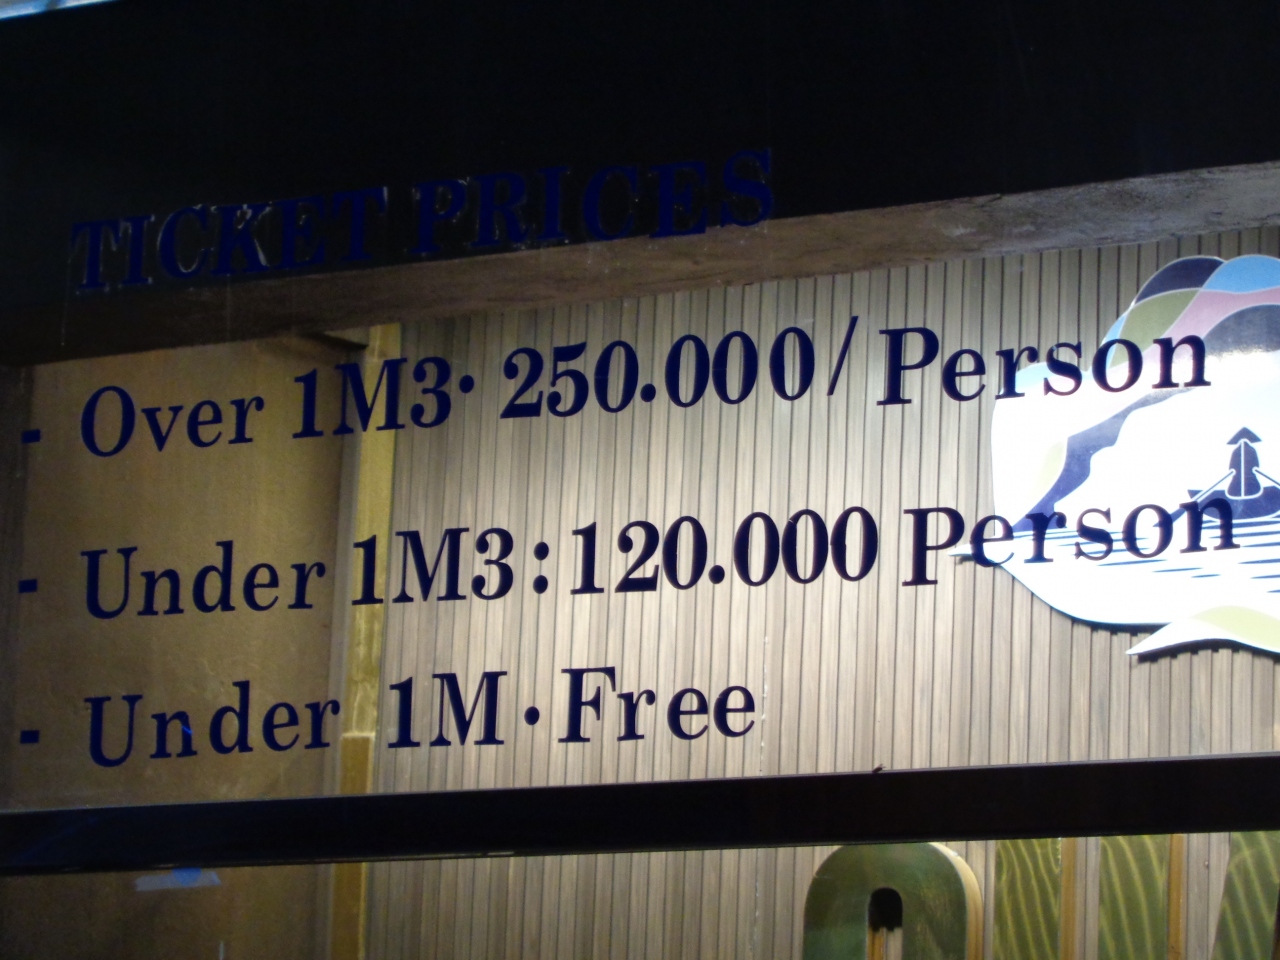 TICKET PRICES
- Over 1M3· 250.000/ Person
- Under 1M3:120.000 Person
- Under 1M·Free